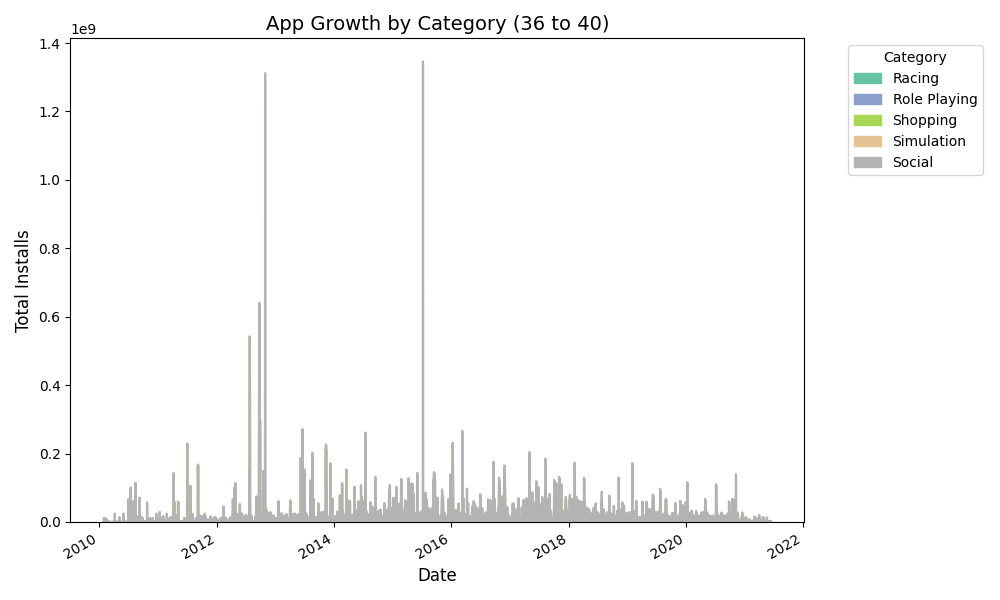 App Growth by Category (36 to 40)
1e9
1.4
1.2
1.0
0.8
0.6
0.4
0.2
0.0
Total Installs
2010
2012
2014
2016
2018
2020
2022
Date
Category
Racing
Role Playing
Shopping
Simulation
Social